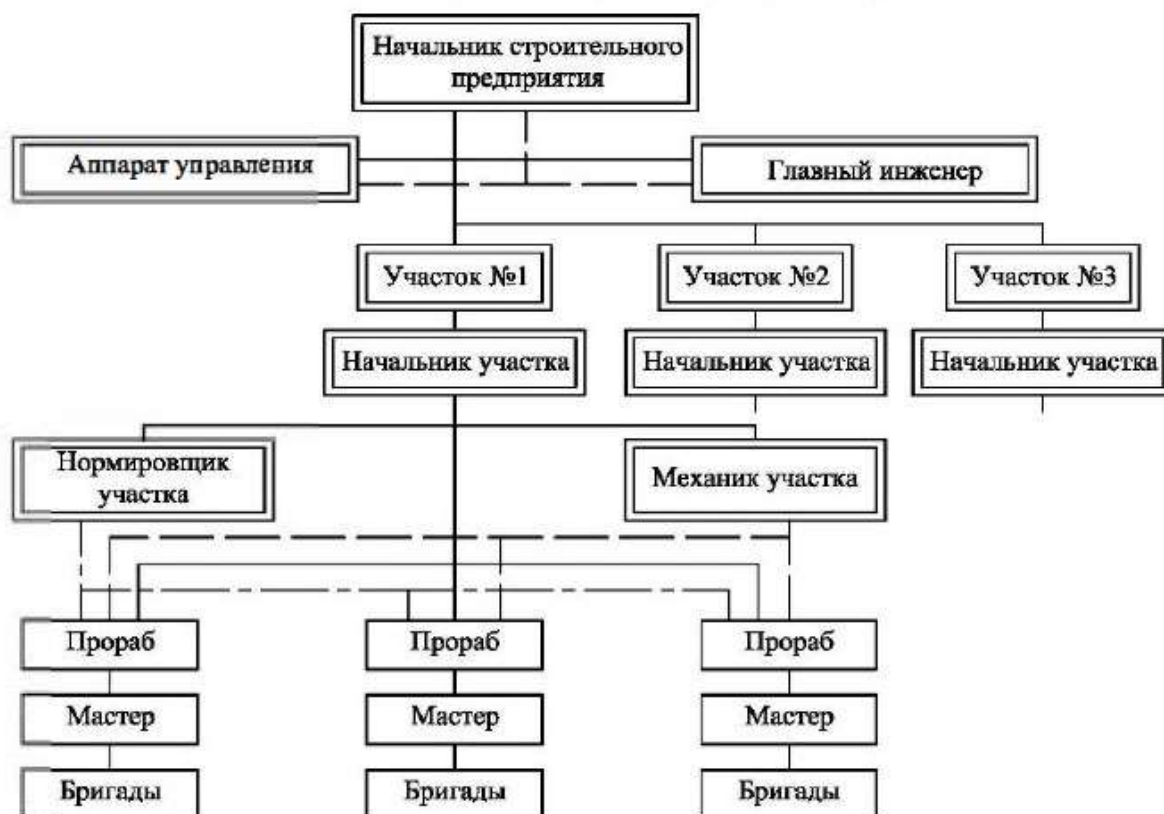 Начальник строительного
предприятия
Аппарат управления
Главный инженер
Участок №1
Участок №2
Участок №3
Начальник участка
Начальник участка
Начальник участка
Нормировщик
участка
Механик участка
Прораб
Прораб
Прораб
Мастер
Мастер
Мастер
Бригады
Бригады
Бригады